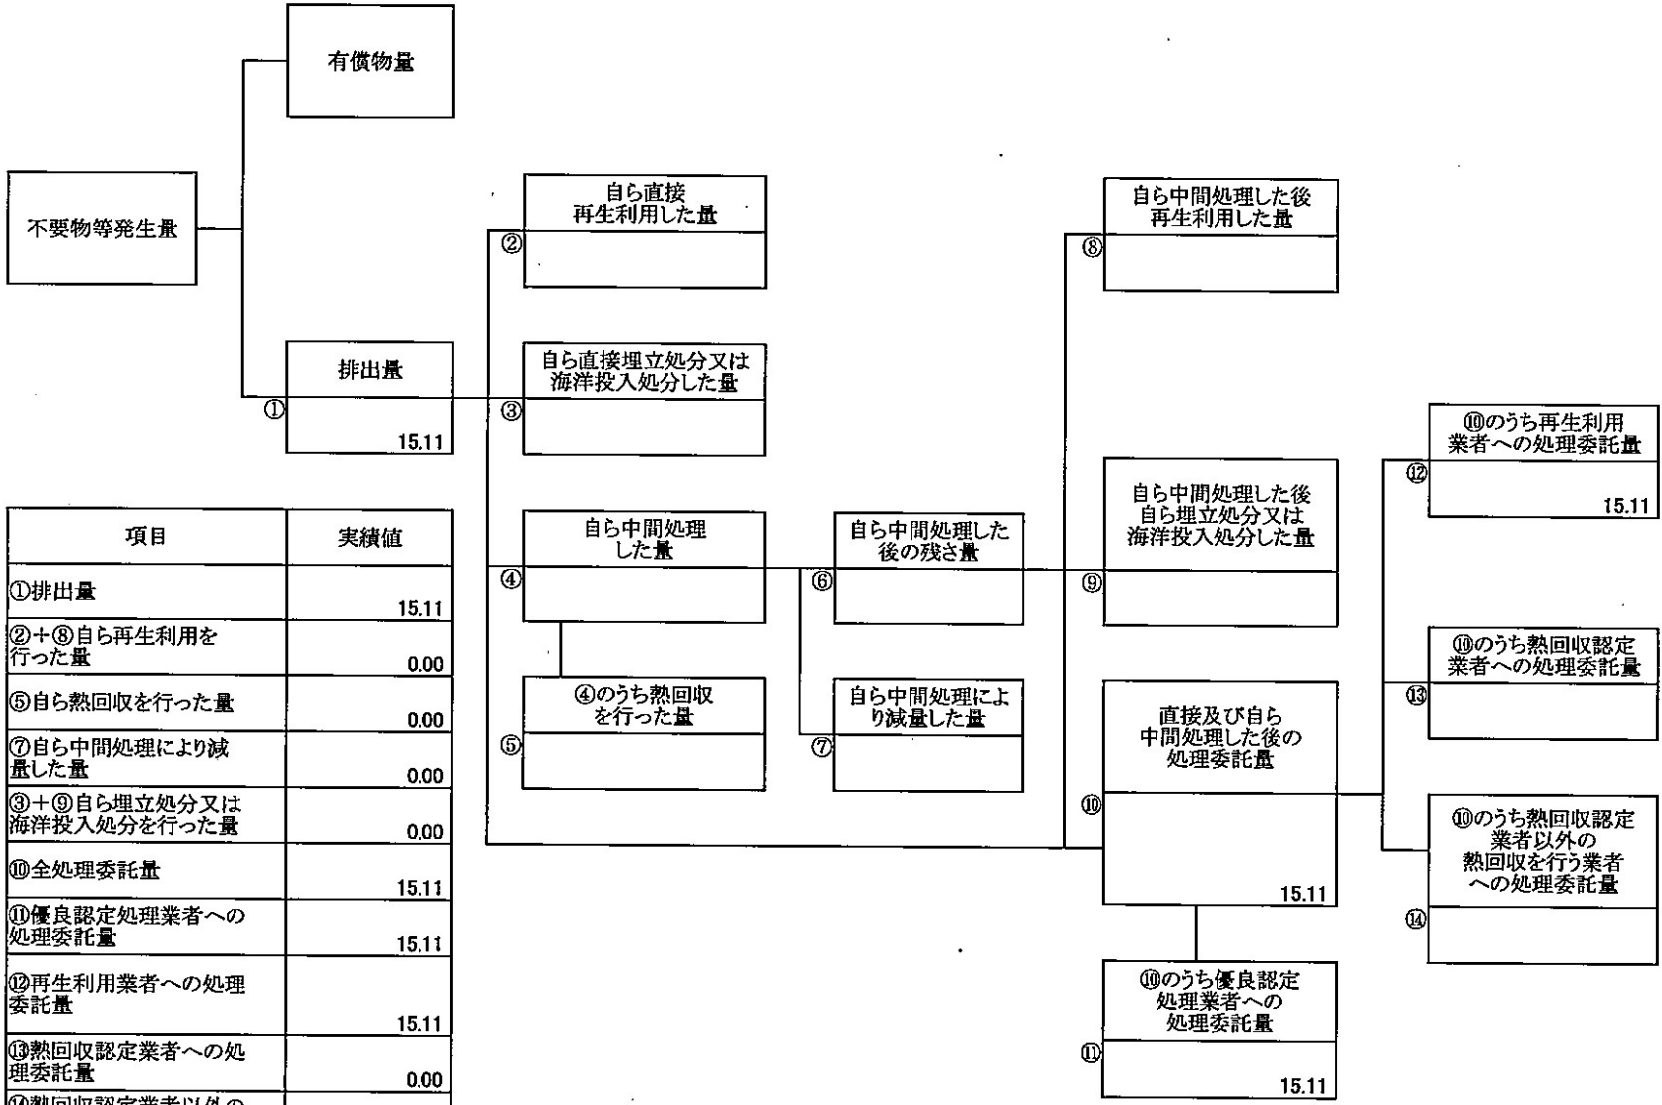 有償物量
不要物等発生量
排出量
①
15.11
自ら直接
再生利用した量
②
自ら直接埋立処分又は
海洋投入処分した量
③
自ら中間処理
した量
④
④のうち熱回収
を行った量
⑤
自ら中間処理した
後の残さ量
⑥
自ら中間処理によ
り減量した量
⑦
自ら中間処理した後
再生利用した量
⑧
自ら中間処理した後
自ら埋立処分又は
海洋投入処分した量
⑨
直接及び自ら
中間処理した後の
処理委託量
⑩
15.11
⑩のうち優良認定
処理業者への
処理委託量
⑪
15.11
⑩のうち再生利用
業者への処理委託量
⑫
15.11
⑩のうち熱回収認定
業者への処理委託量
⑬
⑩のうち熱回収認定
業者以外の
熱回収を行う業者
への処理委託量
⑭
項目 実績値
①排出量
15.11
②+⑧自ら再生利用を
行った量
0.00
⑤自ら熱回収を行った量
0.00
⑦自ら中間処理により減
量した量
0.00
③+⑨自ら埋立処分又は
海洋投入処分を行った量
0.00
⑩全処理委託量
15.11
⑪優良認定処理業者への
処理委託量
15.11
⑫再生利用業者への処理
委託量
15.11
⑬熱回収認定業者への処
理委託量
0.00
⑭熱回収認定業者以外の